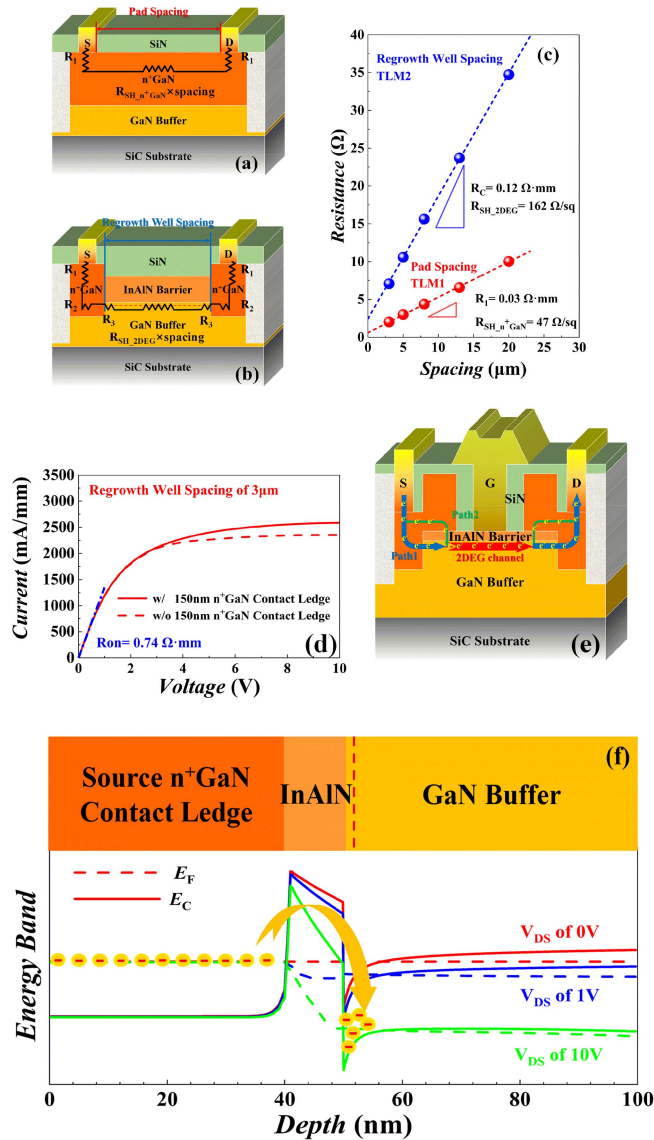 Pad Spacing
S
D
SiN
R1
R1
n+GaN
RSH_n+GaN×spacing
GaN Buffer
SiC Substrate
(a)
Regrowth Well Spacing
S
D
SiN
R1
n+GaN
n+GaN
R1
InAlN Barrier
R2
R2
R3
R3
GaN Buffer
RSH_2DEG×spacing
SiC Substrate
(b)
Regrowth Well Spacing
TLM2
(c)
Resistance (Ω)
40
35
30
25
20
15
10
5
0
RC= 0.12 Ω·mm
RSH_2DEG= 162 Ω/sq
Pad Spacing
TLM1
R1= 0.03 Ω·mm
RSH_n+GaN= 47 Ω/sq
0
5
10
15
20
25
30
Spacing (μm)
Current (mA/mm)
3500
3000
2500
2000
1500
1000
500
0
Regrowth Well Spacing of 3μm
w/ 150nm n+GaN Contact Ledge
w/o 150nm n+GaN Contact Ledge
Ron= 0.74 Ω·mm
(d)
0
2
4
6
8
10
Voltage (V)
S
G
D
SiN
Path2
InAlN Barrier
Path1
2DEG channel
GaN Buffer
SiC Substrate
(e)
(f)
Source n+GaN
Contact Ledge
InAlN
GaN Buffer
Energy Band
EF
EC
VDS of 0V
VDS of 1V
VDS of 10V
0
20
40
60
80
100
Depth (nm)